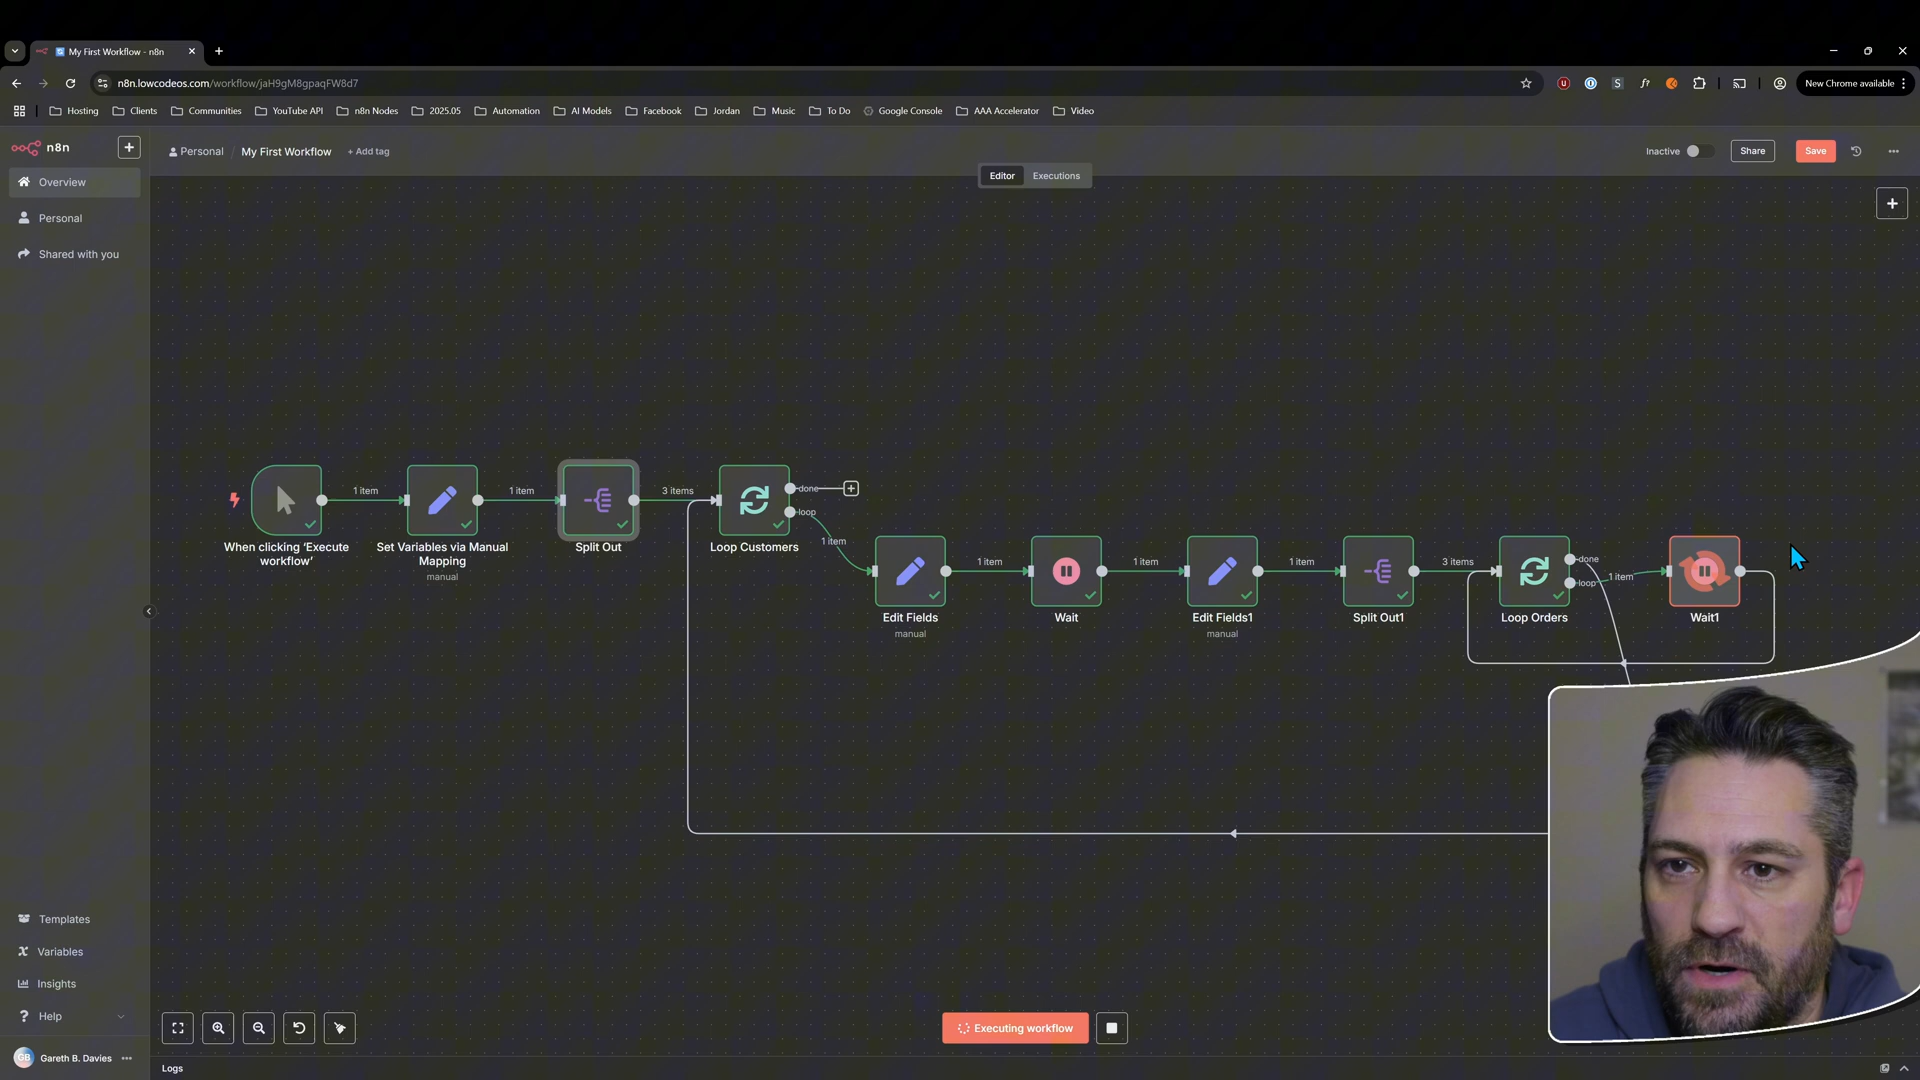 My First Workflow - n8n
n8n.lowcodeos.com/workflow/jaH9gM8gpaqFW8d7
New Chrome available
Hosting
Clients
Communities
YouTube API
n8n Nodes
2025.05
Automation
AI Models
Facebook
Jordan
Music
To Do
Google Console
AAA Accelerator
Video
n8n
Personal / My First Workflow + Add tag
Inactive
Share
Save
Editor
Executions
Overview
Personal
Shared with you
1 item
1 item
3 items
done
loop
When clicking ‘Execute
workflow’
Set Variables via Manual
Mapping
manual
Split Out
Loop Customers
1 item
1 item
1 item
1 item
3 items
done
loop
1 item
Edit Fields
manual
Wait
Edit Fields1
manual
Split Out1
Loop Orders
Wait1
Templates
Variables
Insights
Help
Executing workflow
GB
Gareth B. Davies
Logs